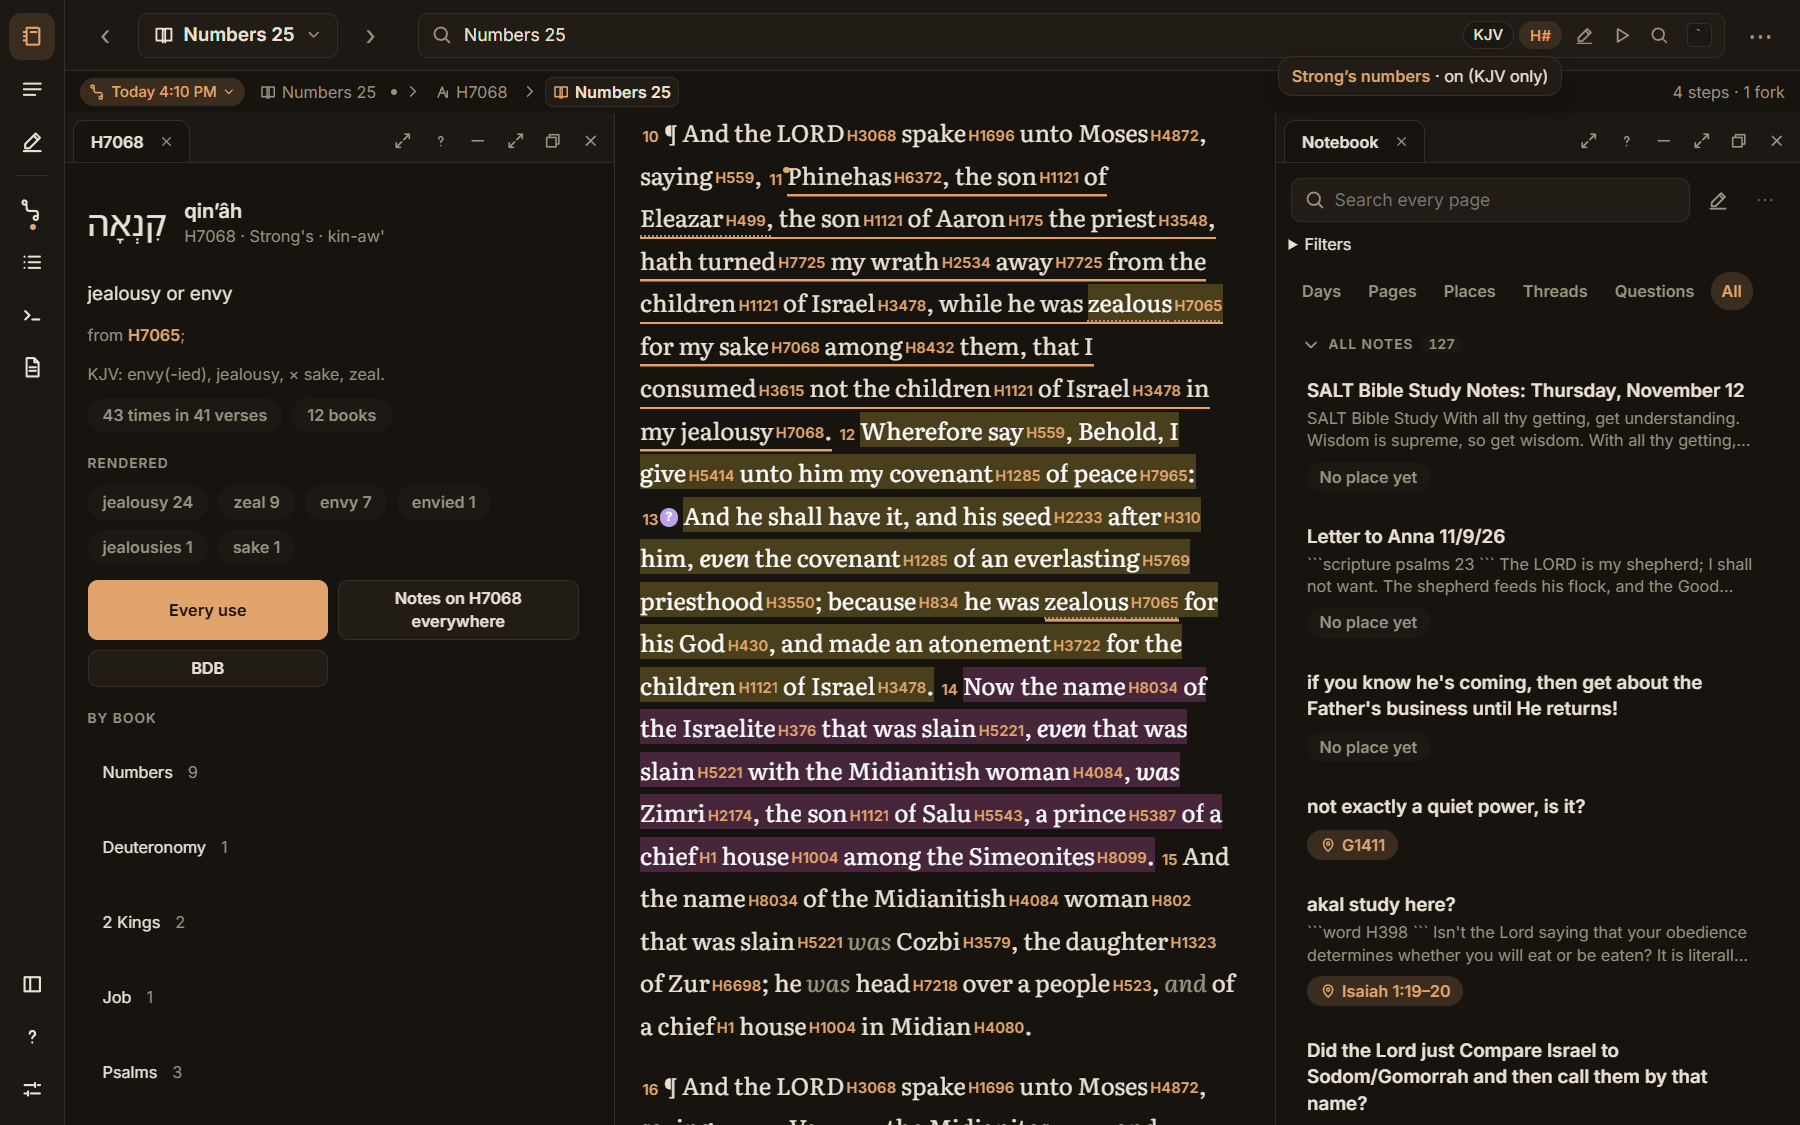 Numbers 25
Numbers 25
KJV
H#
`
...
Strong's numbers · on (KJV only)
Today 4:10 PM
Numbers 25
H7068
Numbers 25
4 steps · 1 fork
H7068
?
קִנְאָה
qin'âh
H7068 · Strong's · kin-aw'
jealousy or envy
from H7065;
KJV: envy(-ied), jealousy, × sake, zeal.
43 times in 41 verses
12 books
RENDERED
jealousy 24
zeal 9
envy 7
envied 1
jealousies 1
sake 1
Every use
Notes on H7068
everywhere
BDB
BY BOOK
Numbers 9
Deuteronomy 1
2 Kings 2
Job 1
Psalms 3
?
10 ¶ And the LORD H3068 spake H1696 unto Moses H4872,
saying H559, 11 Phinehas H6372, the son H1121 of
Eleazar H499, the son H1121 of Aaron H175 the priest H3548,
hath turned H7725 my wrath H2534 away H7725 from the
children H1121 of Israel H3478, while he was zealous H7065
for my sake H7068 among H8432 them, that I
consumed H3615 not the children H1121 of Israel H3478 in
my jealousy H7068. 12 Wherefore say H559, Behold, I
give H5414 unto him my covenant H1285 of peace H7965:
13 ? And he shall have it, and his seed H2233 after H310
him, even the covenant H1285 of an everlasting H5769
priesthood H3550; because H834 he was zealous H7065 for
his God H430, and made an atonement H3722 for the
children H1121 of Israel H3478. 14 Now the name H8034 of
the Israelite H376 that was slain H5221, even that was
slain H5221 with the Midianitish woman H4084, was
Zimri H2174, the son H1121 of Salu H5543, a prince H5387 of a
chief H1 house H1004 among the Simeonites H8099. 15 And
the name H8034 of the Midianitish H4084 woman H802
that was slain H5221 was Cozbi H3579, the daughter H1323
of Zur H6698; he was head H7218 over a people H523, and of
a chief H1 house H1004 in Midian H4080.
16 ¶ And the LORD H3068 spake H1696 unto Moses H4872,
Notebook
?
Search every page
...
Filters
Days
Pages
Places
Threads
Questions
All
ALL NOTES 127
SALT Bible Study Notes: Thursday, November 12
SALT Bible Study With all thy getting, get understanding.
Wisdom is supreme, so get wisdom. With all thy getting,...
No place yet
Letter to Anna 11/9/26
```scripture psalms 23 ``` The LORD is my shepherd; I shall
not want. The shepherd feeds his flock, and the Good...
No place yet
if you know he's coming, then get about the
Father's business until He returns!
No place yet
not exactly a quiet power, is it?
G1411
akal study here?
```word H398 ``` Isn't the Lord saying that your obedience
determines whether you will eat or be eaten? It is literall...
Isaiah 1:19–20
Did the Lord just Compare Israel to
Sodom/Gomorrah and then call them by that
name?